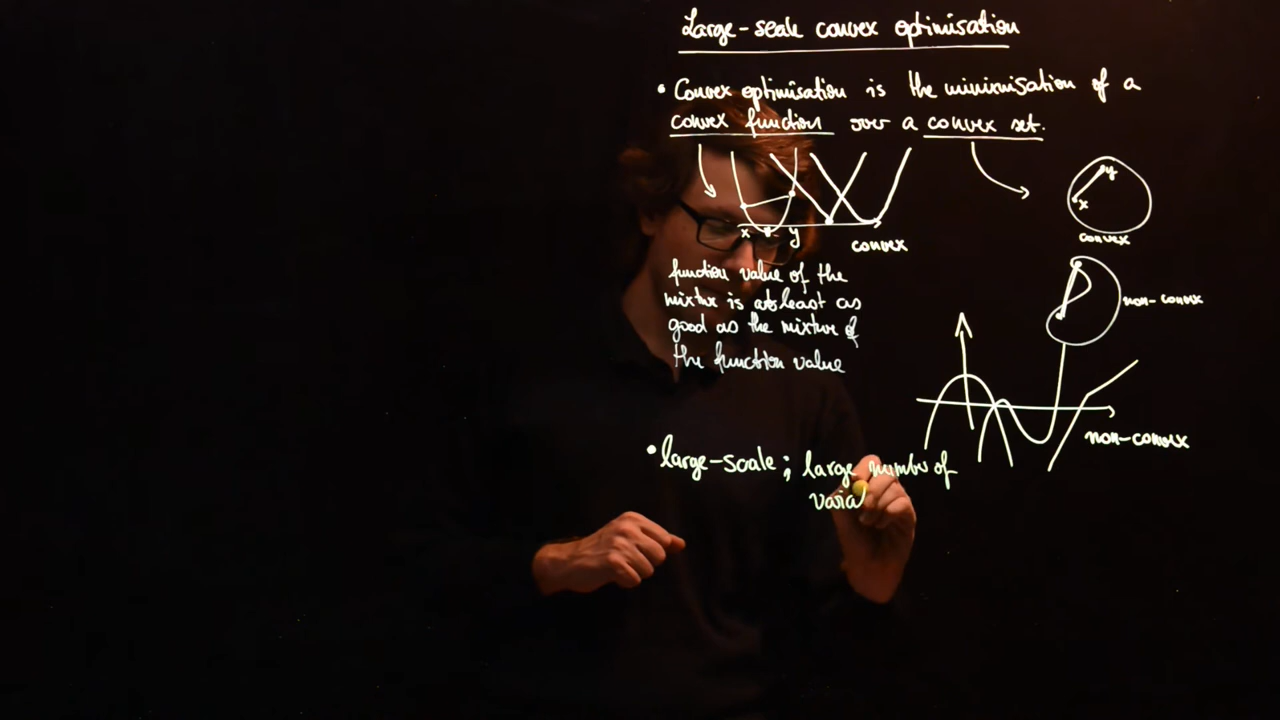 Large-scale convex optimisation
• Convex optimisation is the minimisation of a
convex function over a convex set.
y
x
x y
convex
convex
function value of the
mixture is at least as
good as the mixture of
the function value
non-convex
non-convex
• large-scale; large number of
varia